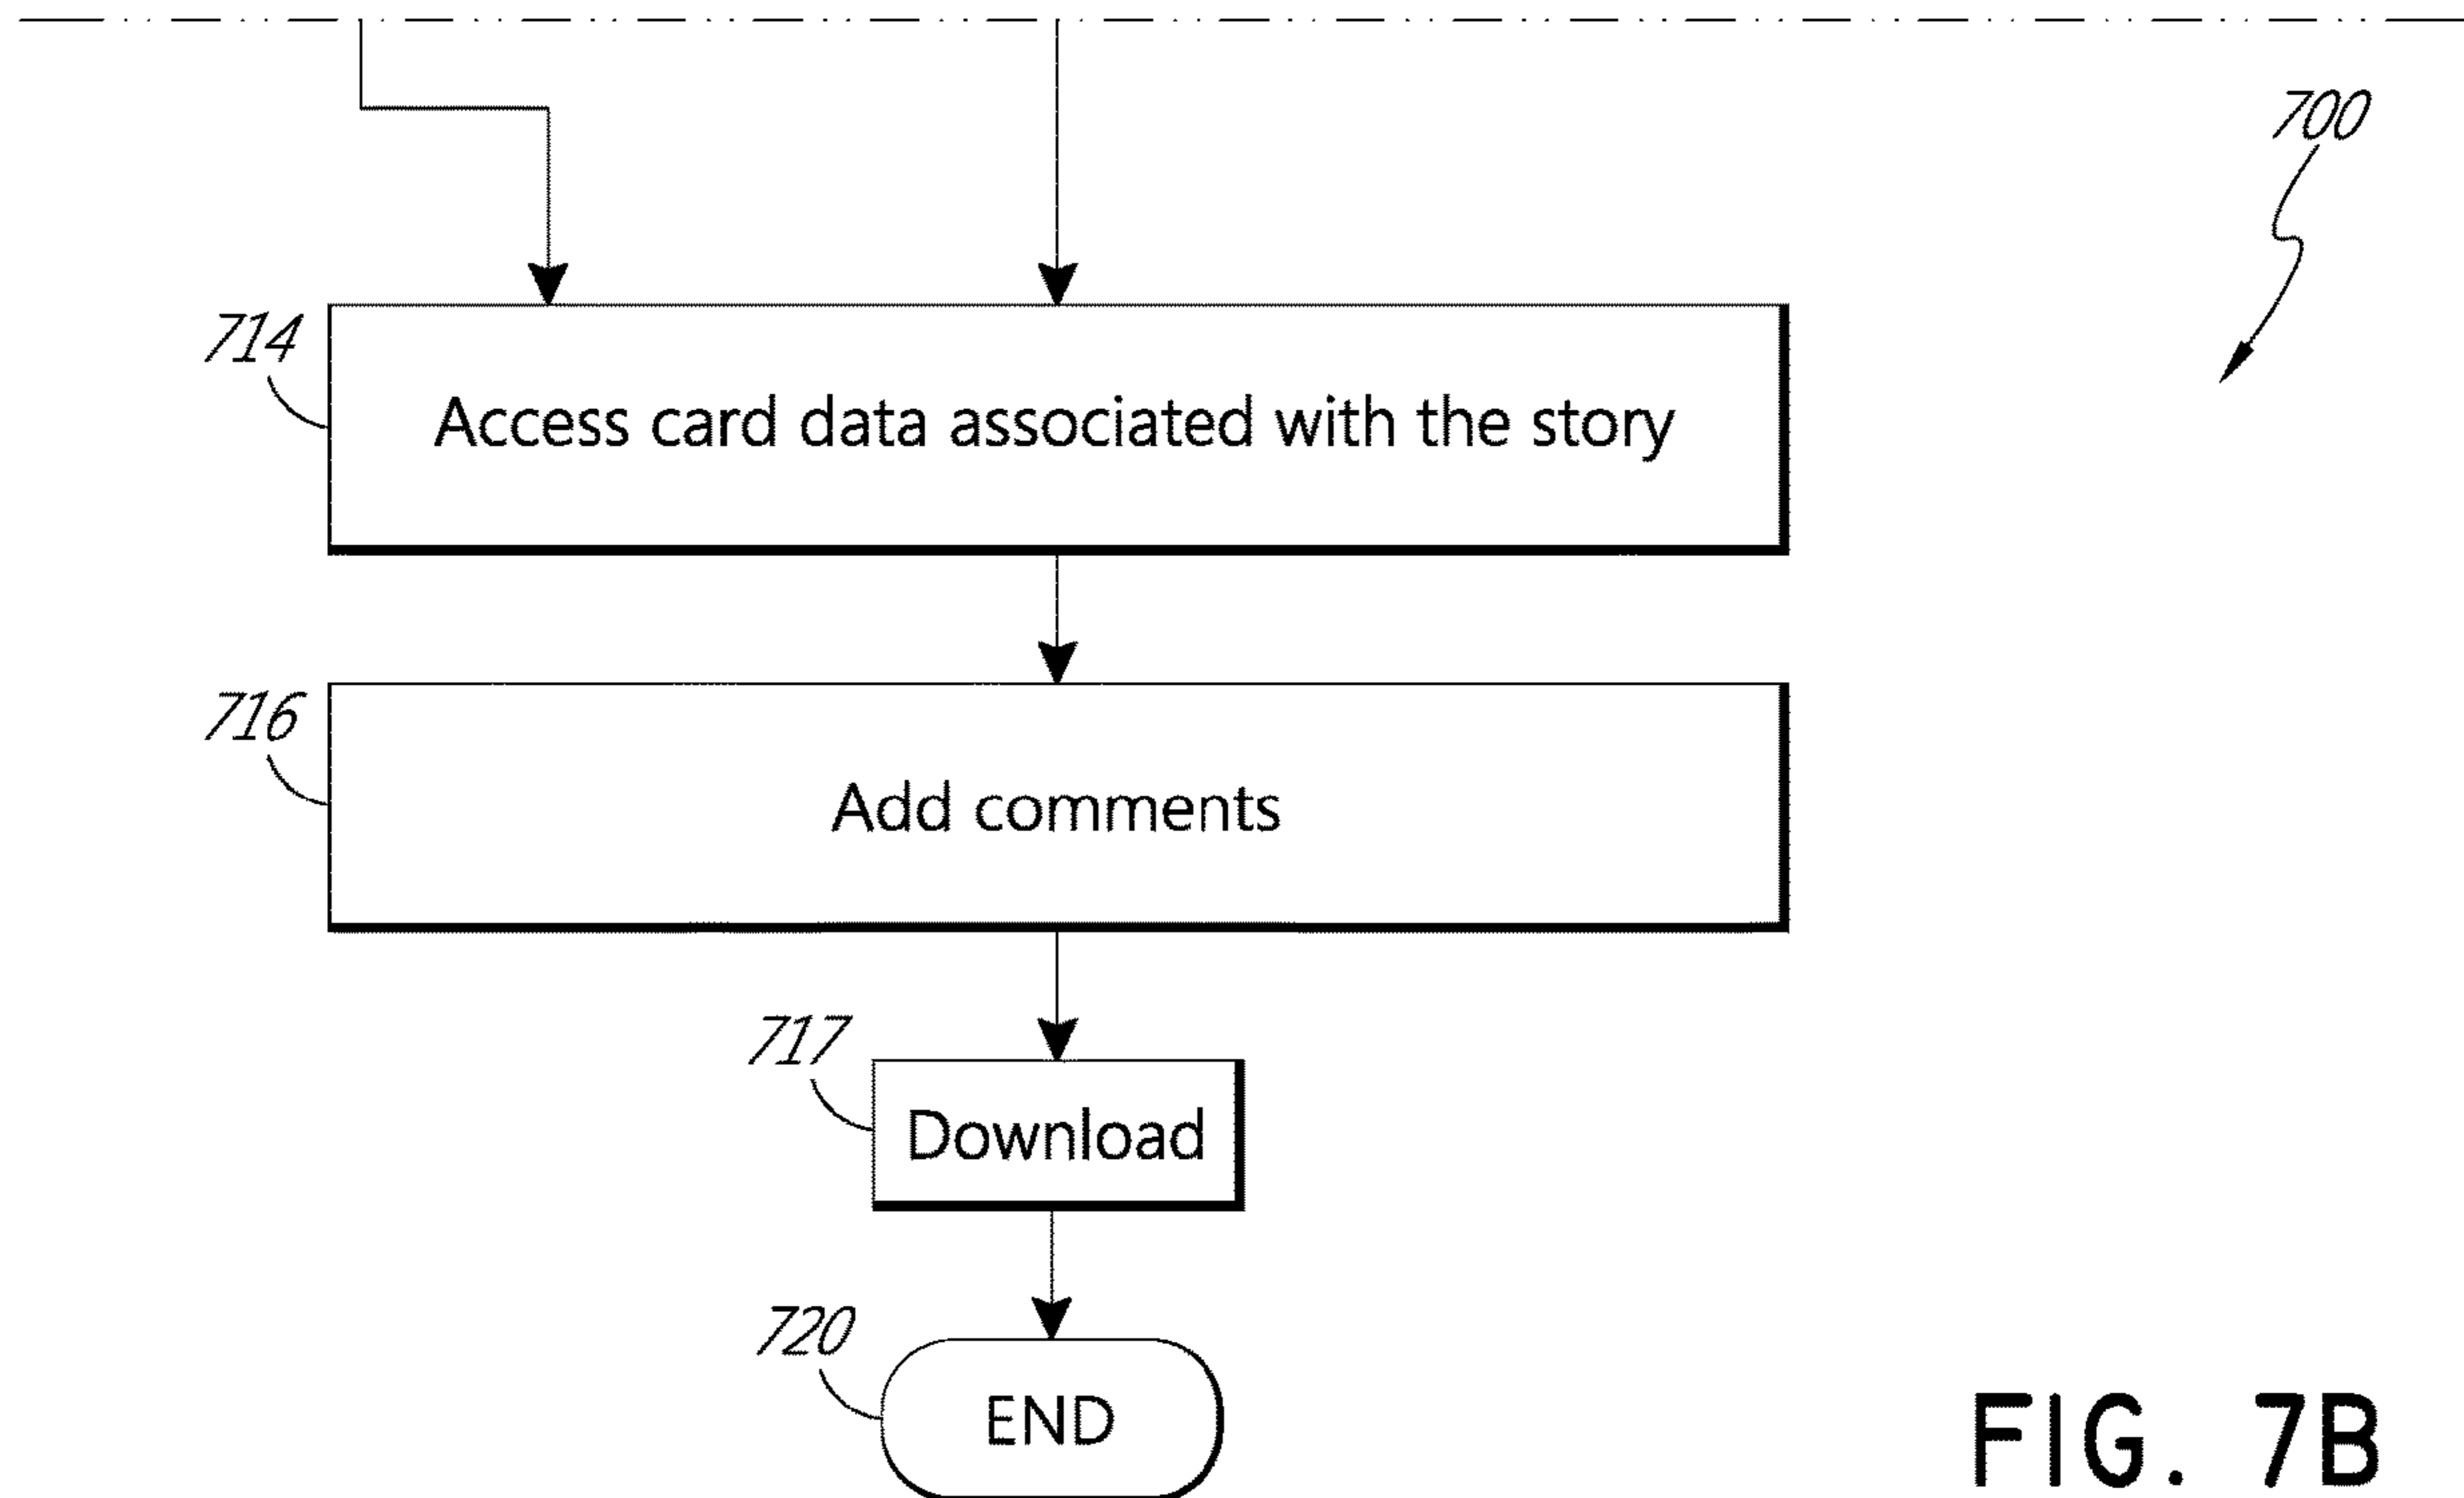 700
714
Access card data associated with the story
716
Add comments
717
Download
720
END
FIG. 7B